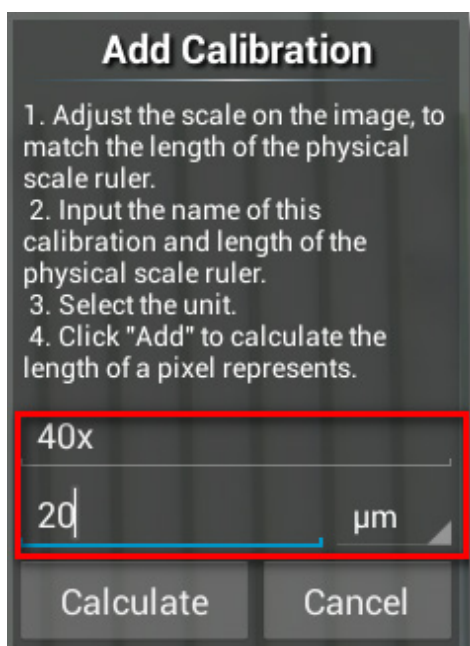 Add Calibration
1. Adjust the scale on the image, to
match the length of the physical
scale ruler.
2. Input the name of this
calibration and length of the
physical scale ruler.
3. Select the unit.
4. Click "Add" to calculate the
length of a pixel represents.
40x
20 µm
Calculate Cancel